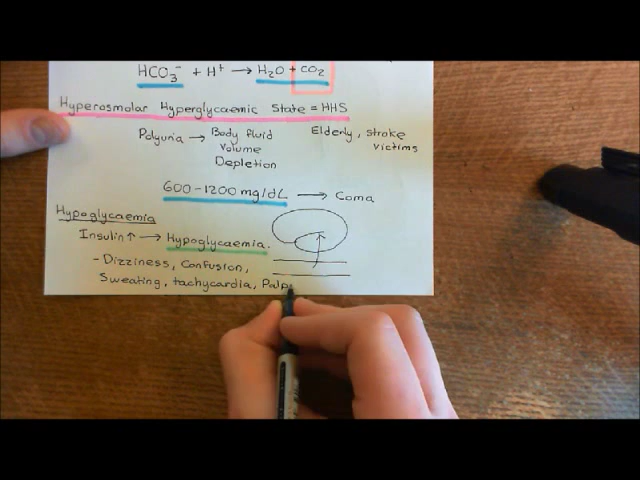 HCO₃⁻ + H⁺ → H₂O + CO₂
Hyperosmolar Hyperglycaemic State = HHS
Polyuria → Body fluid
volume
Depletion
Elderly, stroke
victims
600-1200 mg/dL → Coma
Hypoglycaemia
Insulin↑ → Hypoglycaemia.
- Dizziness, Confusion,
Sweating, tachycardia, Palp